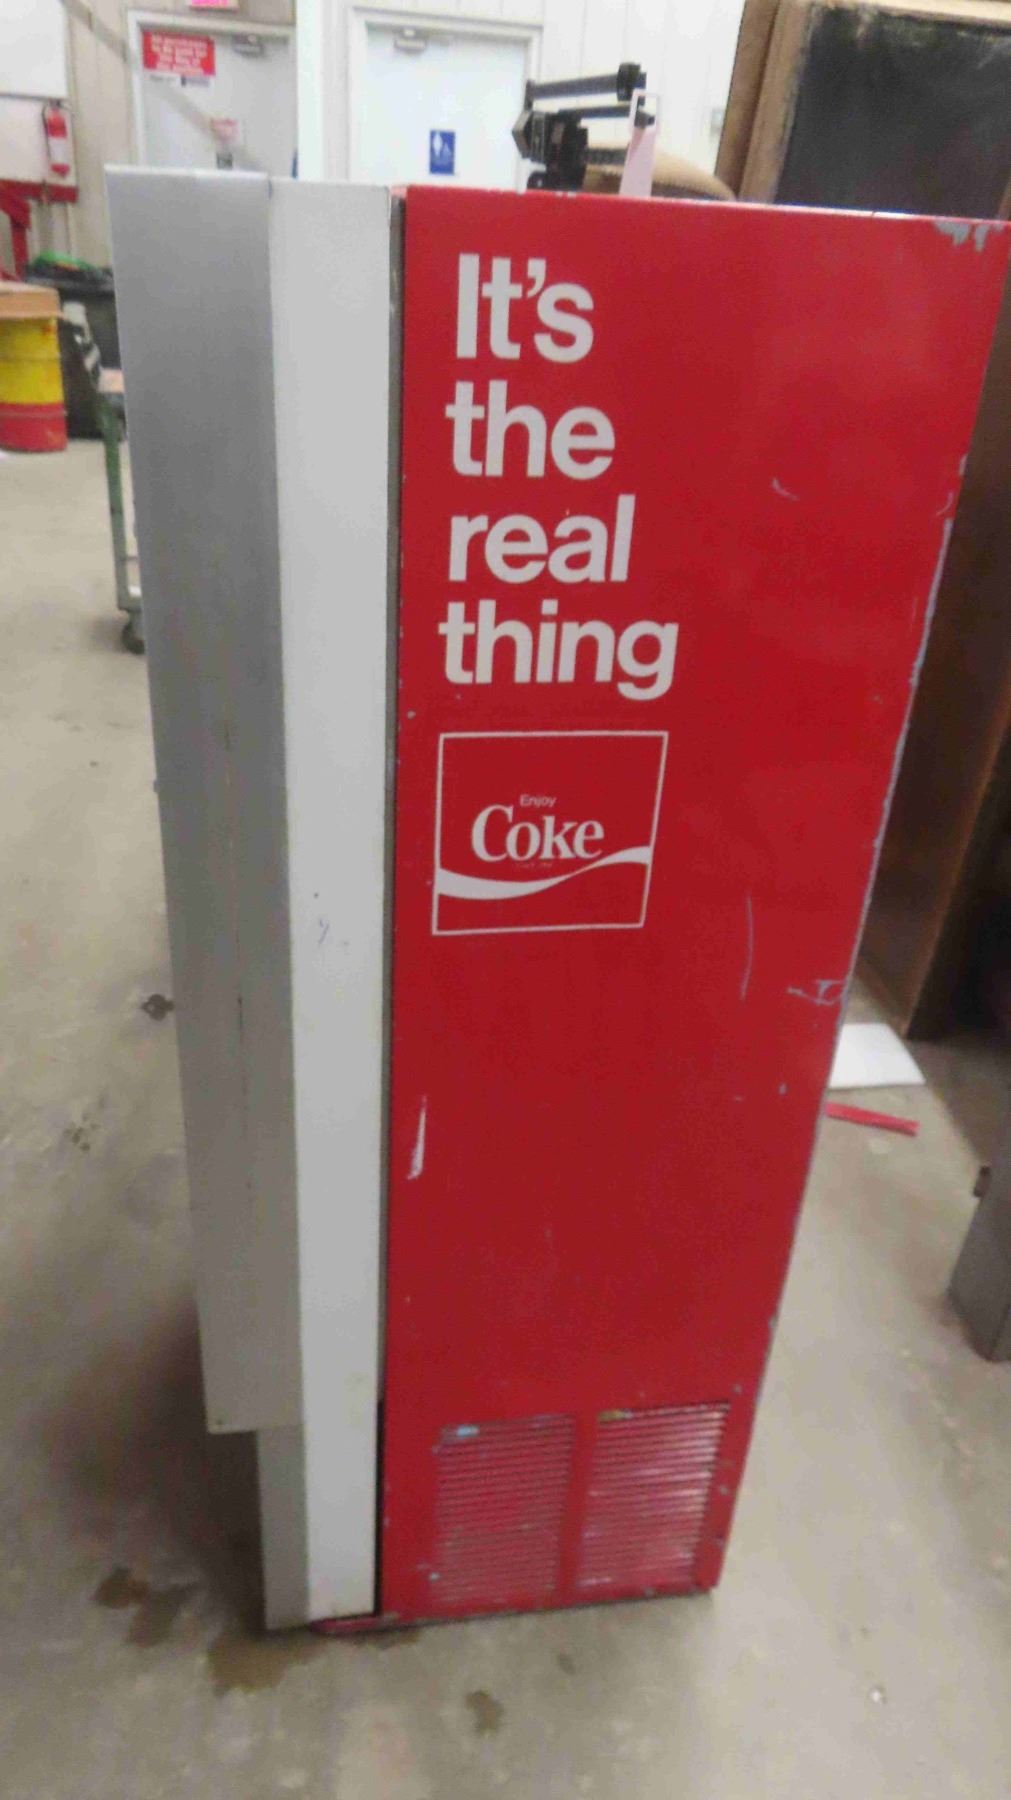 It's
the
real
thing
Enjoy
Coke